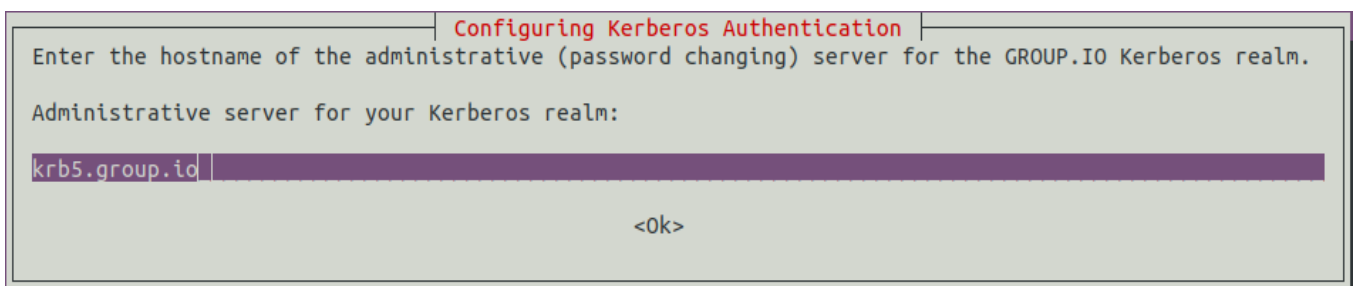 Configuring Kerberos Authentication
Enter the hostname of the administrative (password changing) server for the GROUP.IO Kerberos realm.
Administrative server for your Kerberos realm:
krb5.group.io
<Ok>